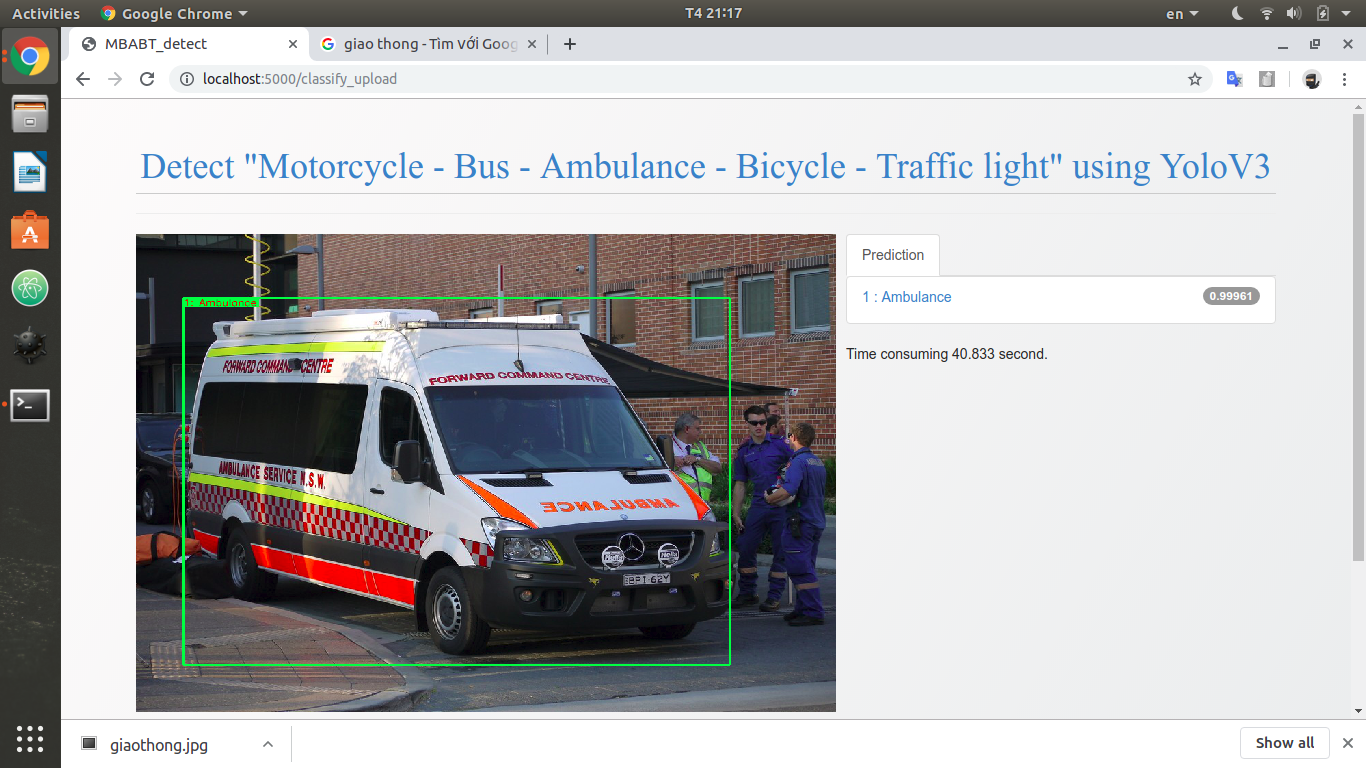 Activities Google Chrome T4 21:17 en
MBABT_detect giao thong - Tìm với Goog
localhost:5000/classify_upload
Detect "Motorcycle - Bus - Ambulance - Bicycle - Traffic light" using YoloV3
Prediction
1 : Ambulance 0.99961
Time consuming 40.833 second.
1: Ambulance
FORWARD COMMAND CENTRE
FORWARD COMMAND CENTRE
AMBULANCE SERVICE N.S.W.
AMBULANCE
Hella Hella
BPT·62Y
giaothong.jpg Show all